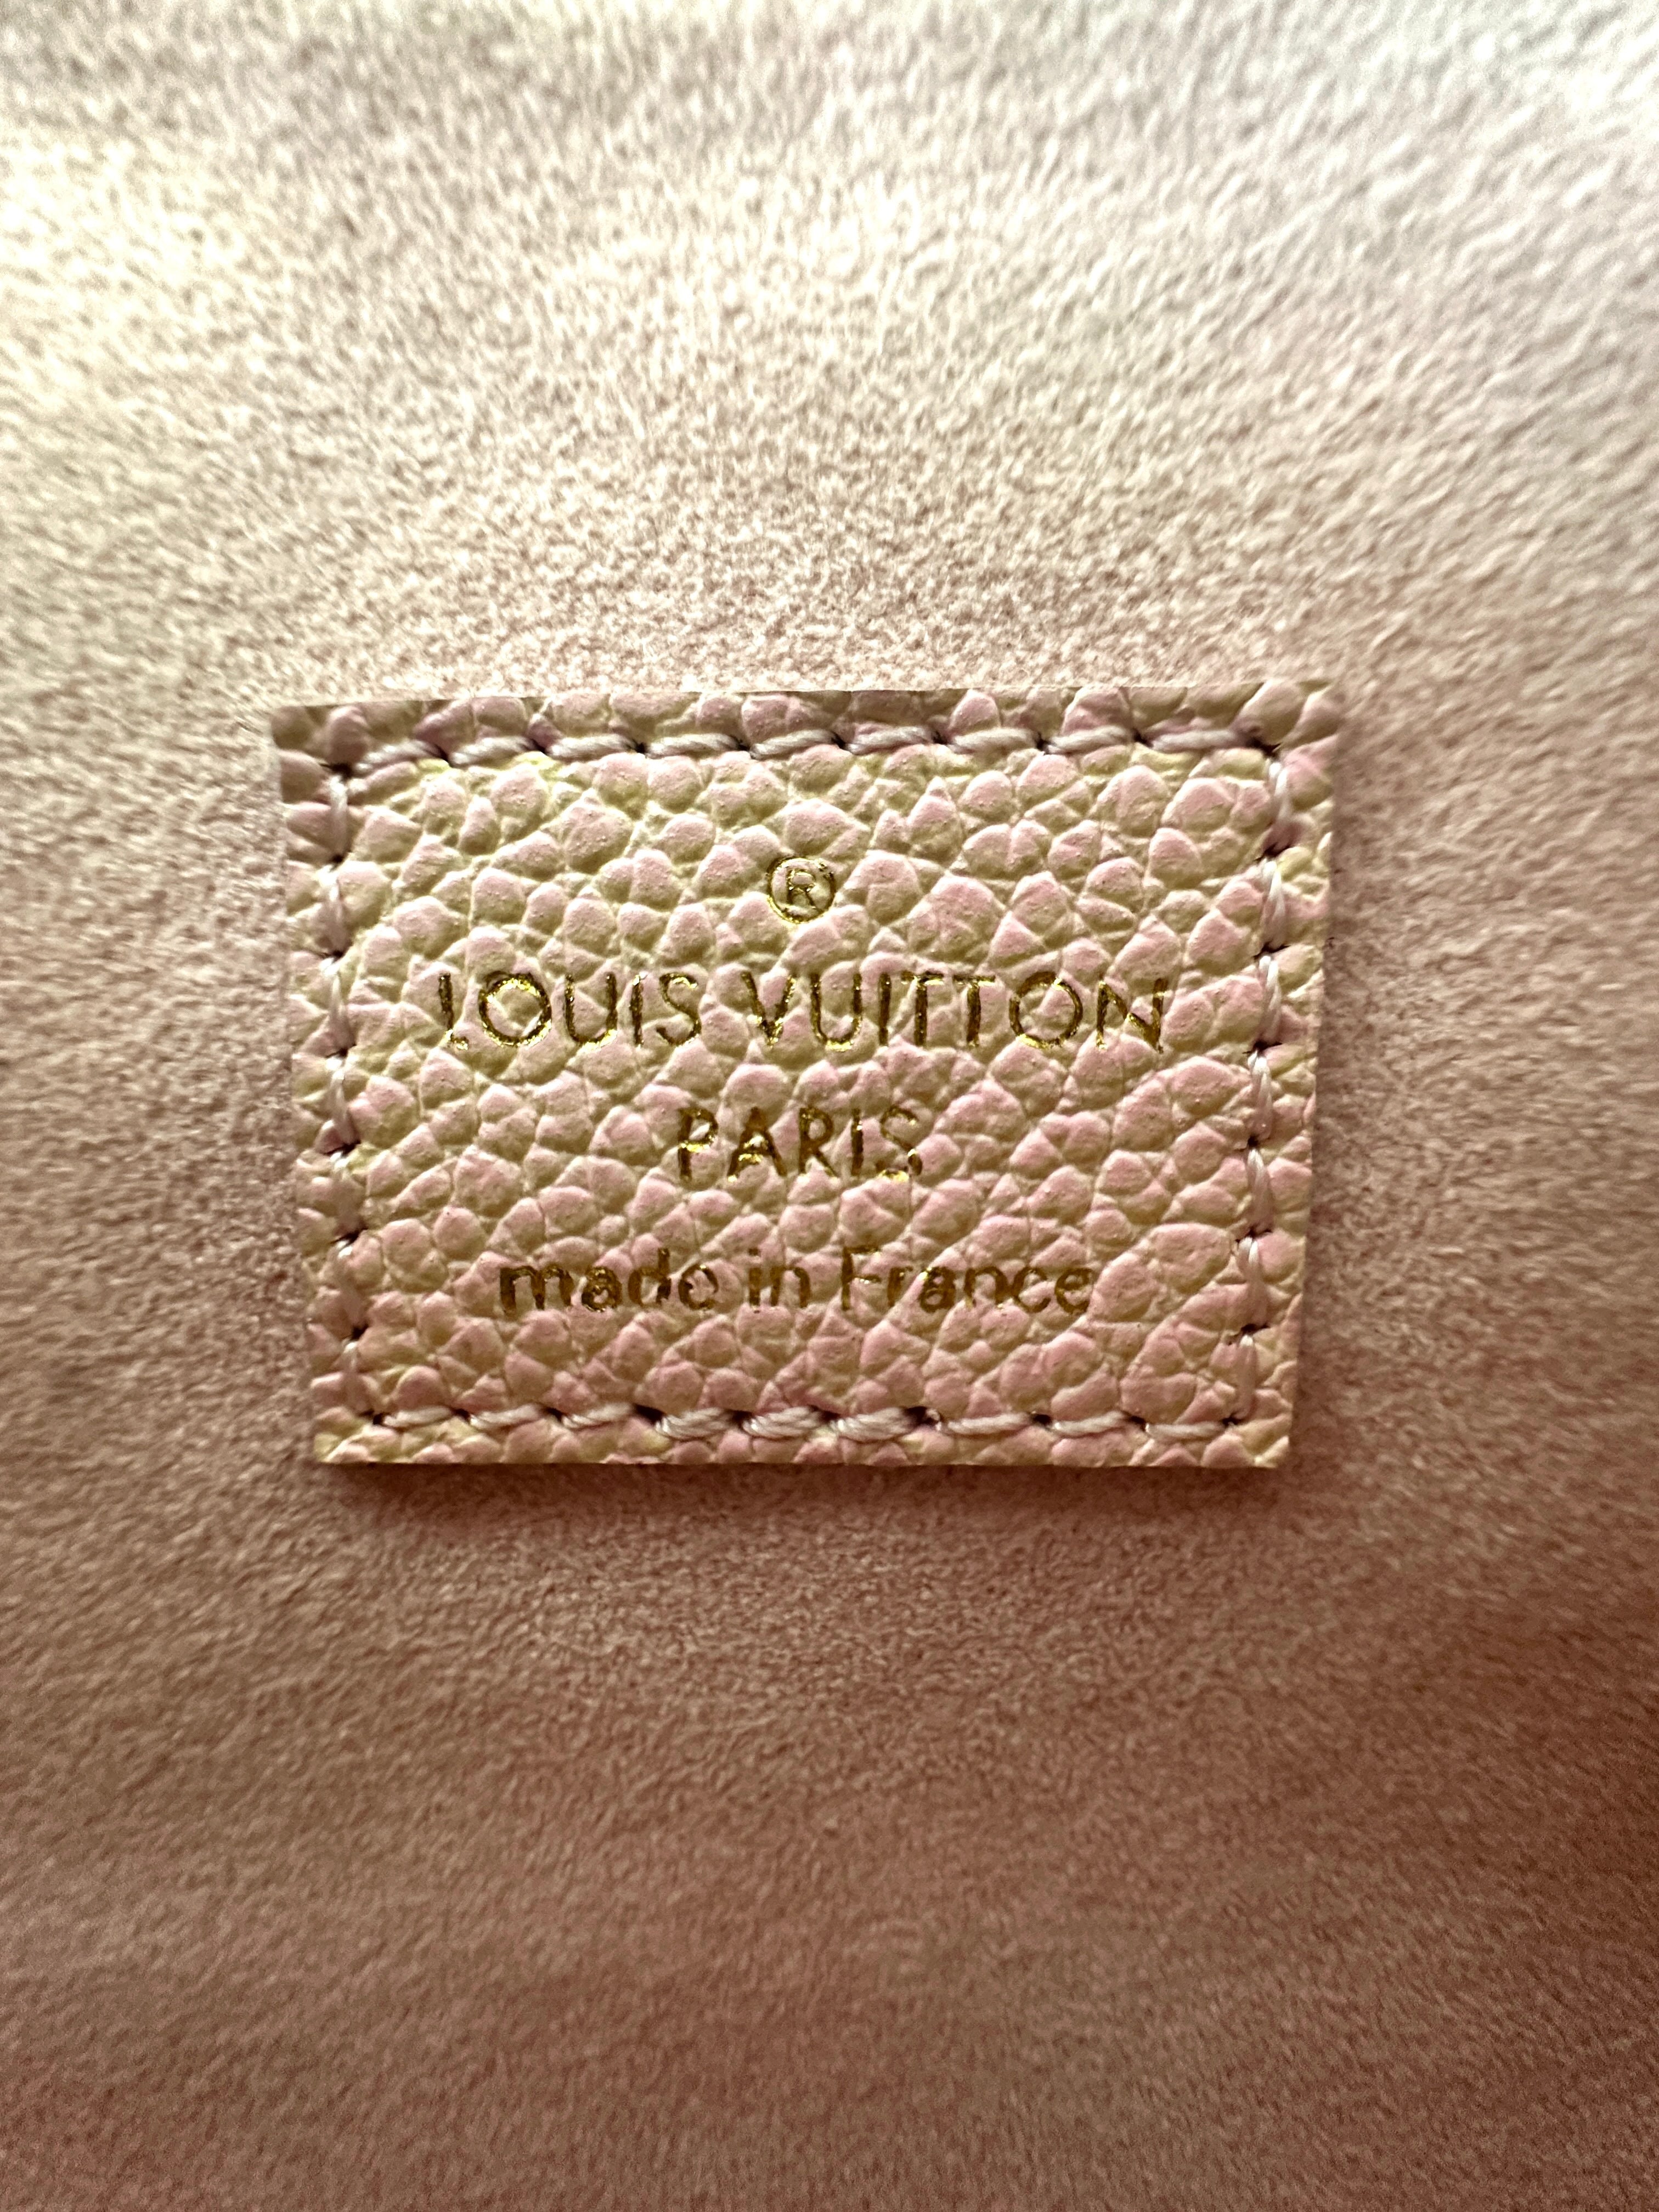 ®
LOUIS VUITTON
PARIS
made in France